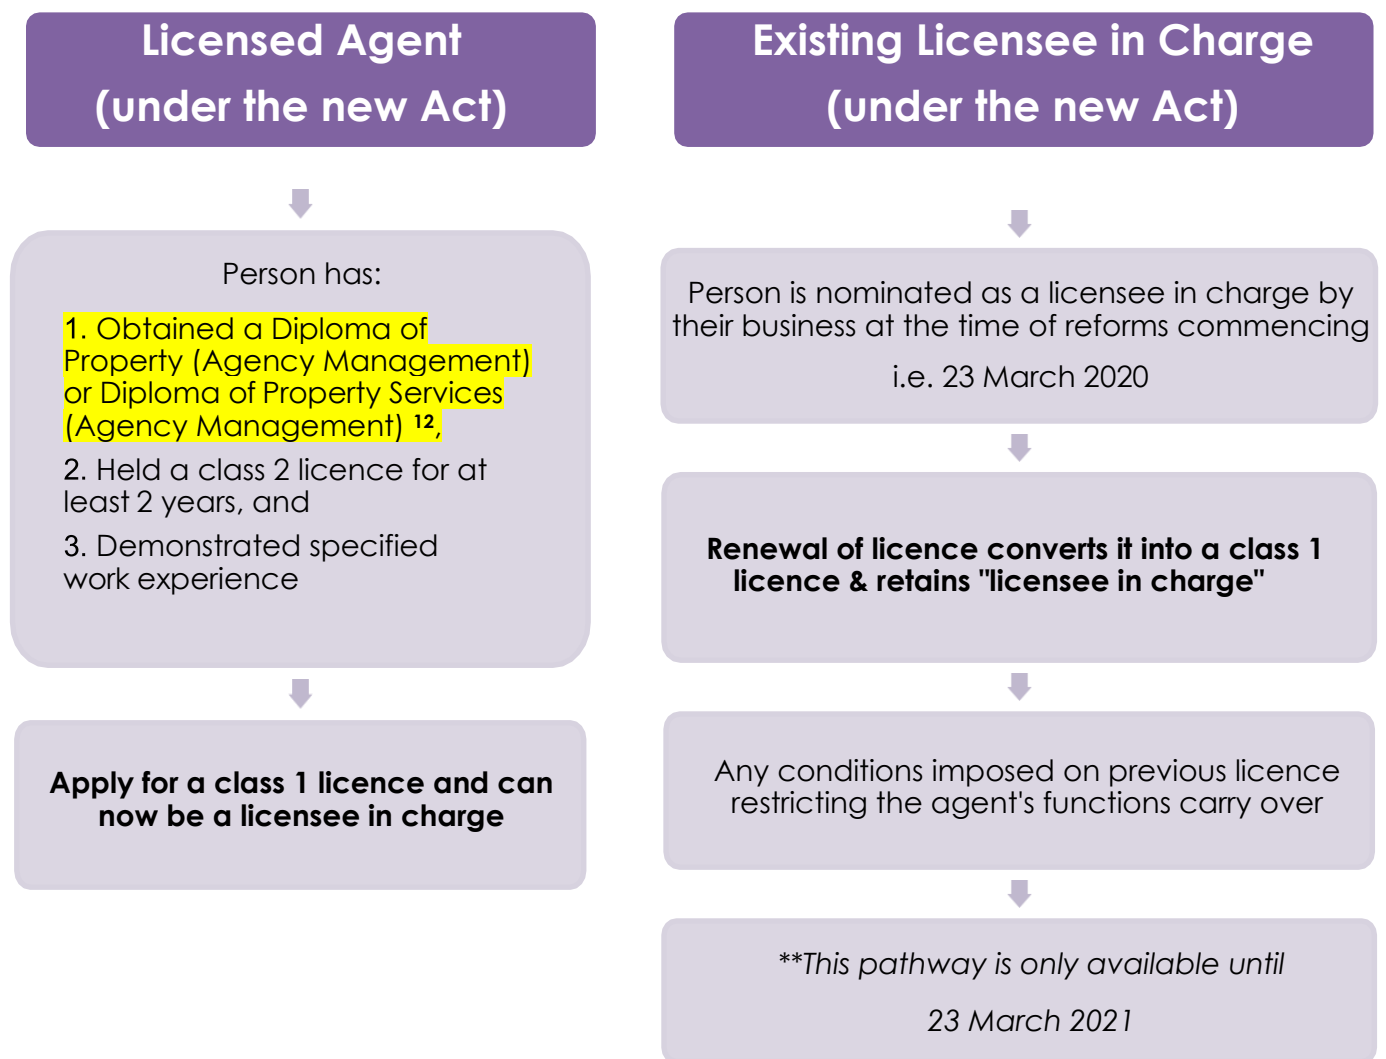 Licensed Agent
(under the new Act)
Person has:
1. Obtained a Diploma of
Property (Agency Management)
or Diploma of Property Services
(Agency Management) 12,
2. Held a class 2 licence for at
least 2 years, and
3. Demonstrated specified
work experience
Apply for a class 1 licence and can
now be a licensee in charge
Existing Licensee in Charge
(under the new Act)
Person is nominated as a licensee in charge by
their business at the time of reforms commencing
i.e. 23 March 2020
Renewal of licence converts it into a class 1
licence & retains "licensee in charge"
Any conditions imposed on previous licence
restricting the agent's functions carry over
**This pathway is only available until
23 March 2021